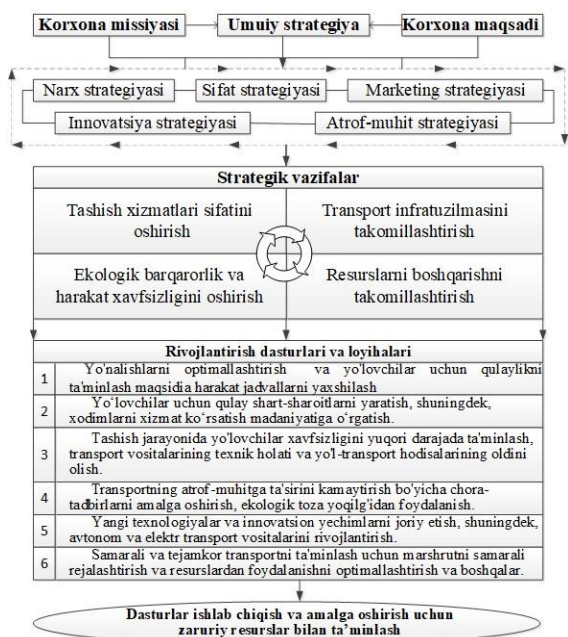 Korxona missiyasi Umuiy strategiya Korxona maqsadi
Narx strategiyasi Sifat strategiyasi Marketing strategiyasi
Innovatsiya strategiyasi Atrof-muhit strategiyasi
Strategik vazifalar
Tashish xizmatlari sifatini
oshirish
Transport infratuzilmasini
takomillashtirish
Ekologik barqarorlik va
harakat xavfsizligini oshirish
Resurslarni boshqarishni
takomillashtirish
Rivojlantirish dasturlari va loyihalari
1 Yo'nalishlarni optimallashtirish va yo'lovchilar uchun qulaylikni
ta'minlash maqsidia harakat jadvallarni yaxshilash
2 Yo‘lovchilar uchun qulay shart-sharoitlarni yaratish, shuningdek,
xodimlarni xizmat ko‘rsatish madaniyatiga o‘rgatish.
3 Tashish jarayonida yo'lovchilar xavfsizligini yuqori darajada ta'minlash,
transport vositalarining texnik holati va yo'l-transport hodisalarining oldini
olish.
4 Transportning atrof-muhitga ta'sirini kamaytirish bo'yicha chora-
tadbirlarni amalga oshirish, ekologik toza yoqilg'idan foydalanish.
5 Yangi texnologiyalar va innovatsion yechimlarni joriy etish, shuningdek,
avtonom va elektr transport vositalarini rivojlantirish.
6 Samarali va tejamkor transportni ta'minlash uchun marshrutni samarali
rejalashtirish va resurslardan foydalanishni optimallashtirish va boshqalar.
Dasturlar ishlab chiqish va amalga oshirish uchun
zaruriy resurslar bilan ta’minlash